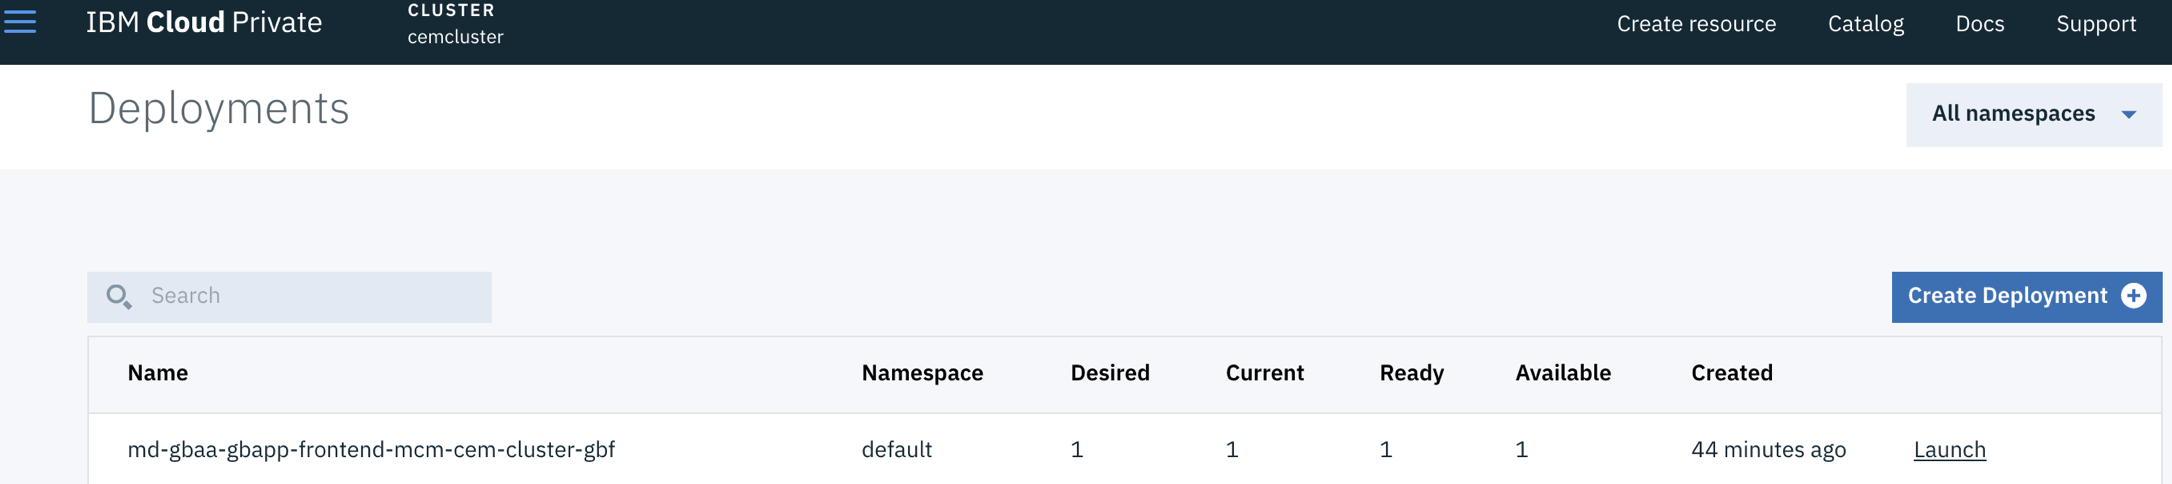 IBM Cloud Private
CLUSTER
cemcluster
Create resource Catalog Docs Support
Deployments
All namespaces
Search
Create Deployment
Name Namespace Desired Current Ready Available Created
md-gbaa-gbapp-frontend-mcm-cem-cluster-gbf default 1 1 1 1 44 minutes ago Launch